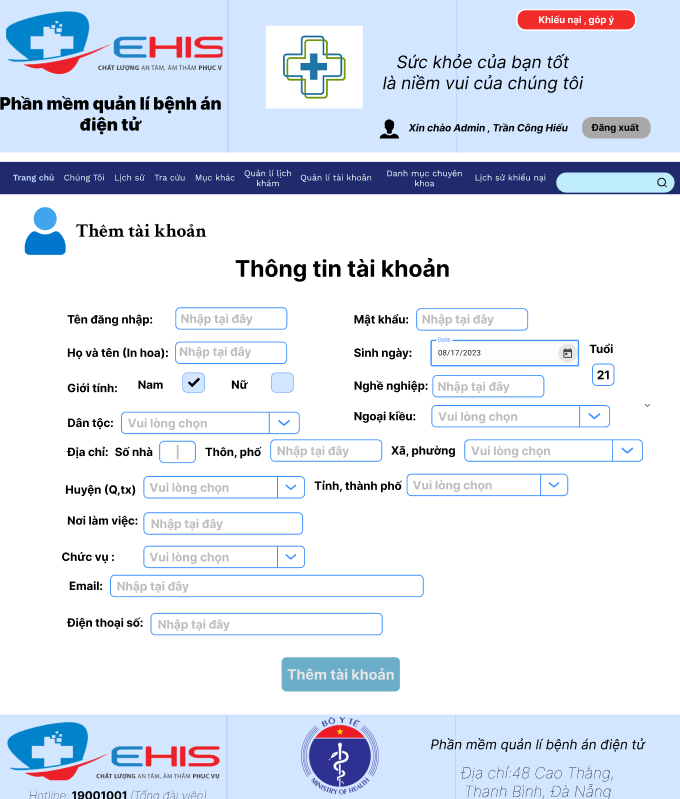 EHIS
CHẤT LƯỢNG AN TÂM, ÂM THẦM PHỤC V
Phần mềm quản lí bệnh án
điện tử
Khiếu nại , góp ý
Sức khỏe của bạn tốt
là niềm vui của chúng tôi
Xin chào Admin , Trần Công Hiếu
Đăng xuất
Trang chủ
Chúng Tôi
Lịch sử
Tra cứu
Mục khác
Quản lí lịch
khám
Quản lí tài khoản
Danh mục chuyên
khoa
Lịch sử khiếu nại
Thêm tài khoản
Thông tin tài khoản
Tên đăng nhập: Nhập tại đây
Mật khẩu: Nhập tại đây
Họ và tên (In hoa): Nhập tại đây
Sinh ngày: Date 08/17/2023
Tuổi
21
Giới tính: Nam Nữ
Nghề nghiệp: Nhập tại đây
Dân tộc: Vui lòng chọn
Ngoại kiều: Vui lòng chọn
Địa chỉ: Số nhà Thôn, phố Nhập tại đây Xã, phường Vui lòng chọn
Huyện (Q,tx) Vui lòng chọn Tỉnh, thành phố Vui lòng chọn
Nơi làm việc: Nhập tại đây
Chức vụ : Vui lòng chọn
Email: Nhập tại đây
Điện thoại số: Nhập tại đây
Thêm tài khoản
EHIS
CHẤT LƯỢNG AN TÂM, ÂM THẦM PHỤC VỤ
Hotline: 19001001 (Tổng đài viên)
BỘ Y TẾ
MINISTRY OF HEALTH
Phần mềm quản lí bệnh án điện tử
Địa chỉ:48 Cao Thắng,
Thanh Bình, Đà Nẵng